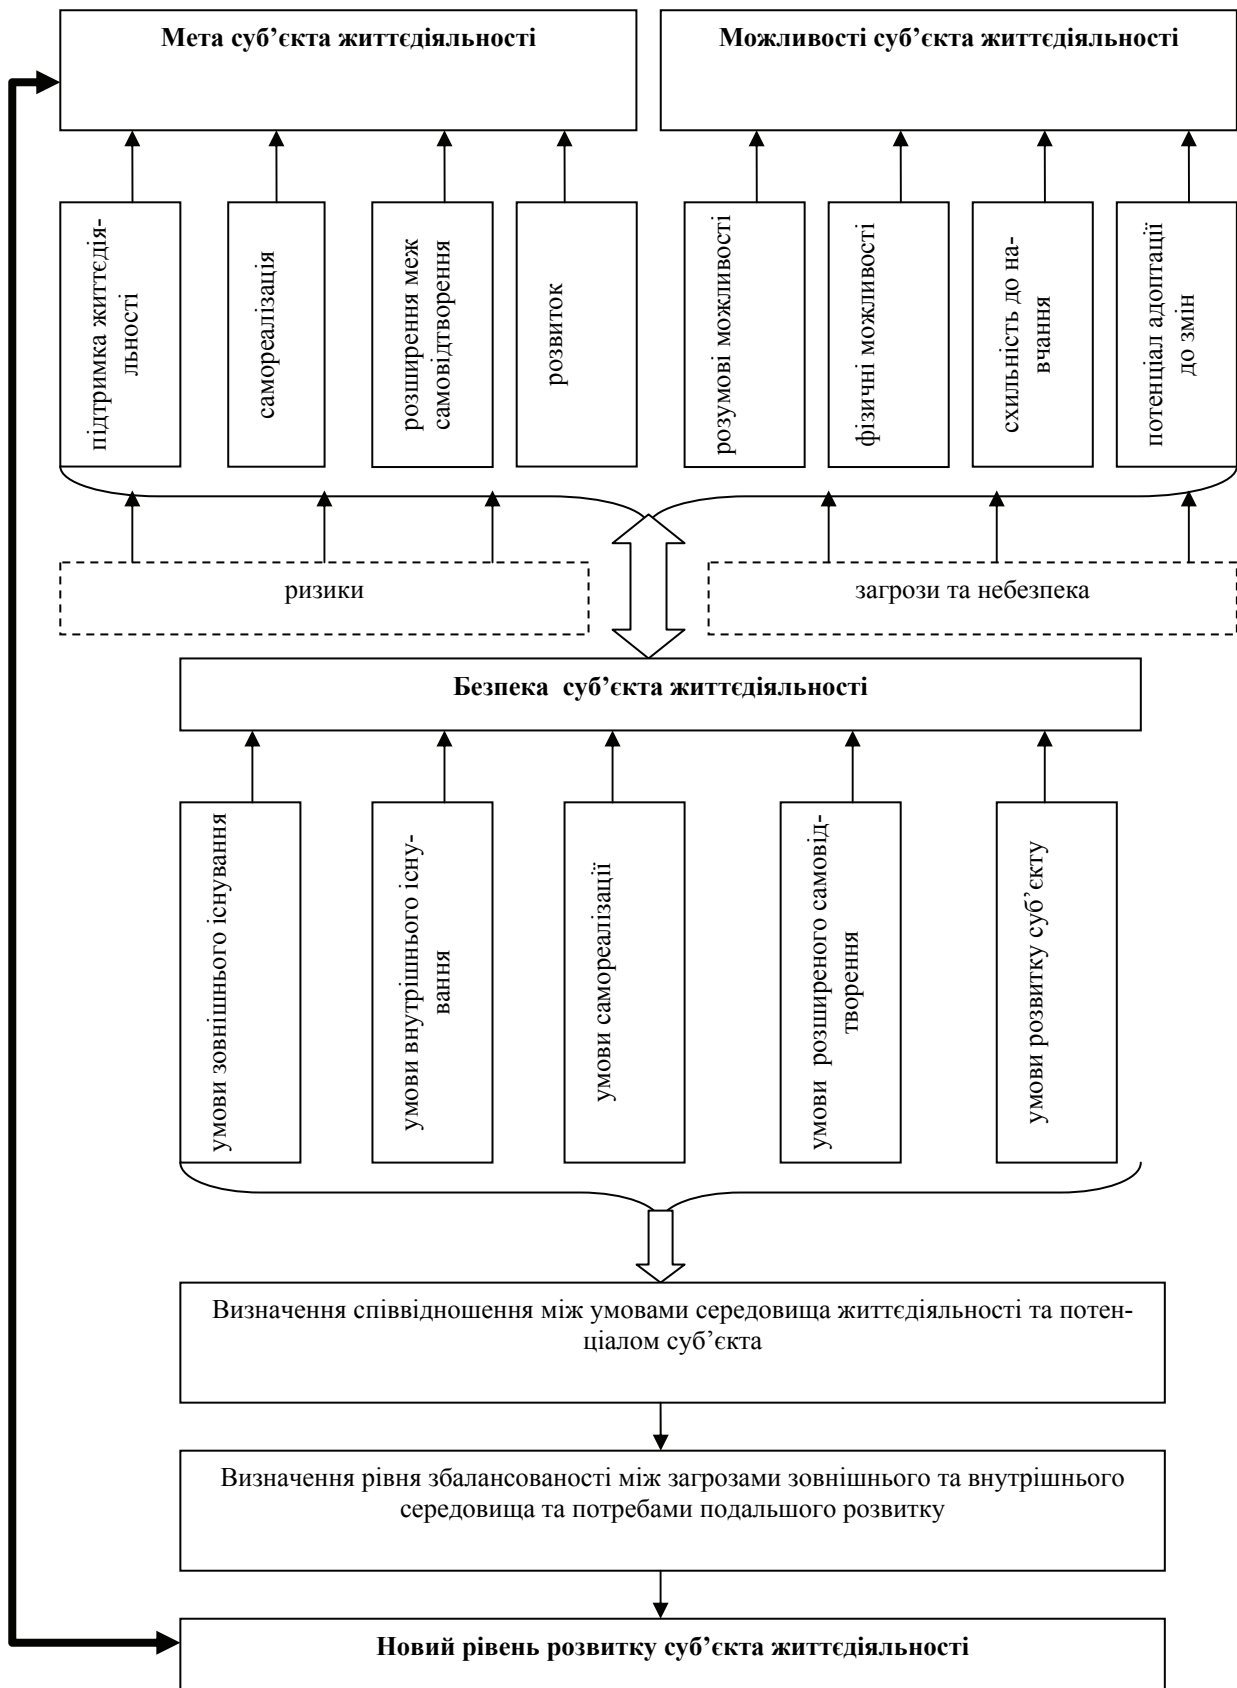 Мета суб’єкта життєдіяльності
Можливості суб’єкта життєдіяльності
підтримка життєдія-
льності
самореалізація
розширення меж
самовідтворення
розвиток
розумові можливості
фізичні можливості
схильність до на-
вчання
потенціал адоптації
до змін
ризики
загрози та небезпека
Безпека суб’єкта життєдіяльності
умови зовнішнього існування
умови внутрішнього існу-
вання
умови самореалізації
умови розширеного самовід-
творення
умови розвитку суб’єкту
Визначення співвідношення між умовами середовища життєдіяльності та потен-
ціалом суб’єкта
Визначення рівня збалансованості між загрозами зовнішнього та внутрішнього
середовища та потребами подальшого розвитку
Новий рівень розвитку суб’єкта життєдіяльності